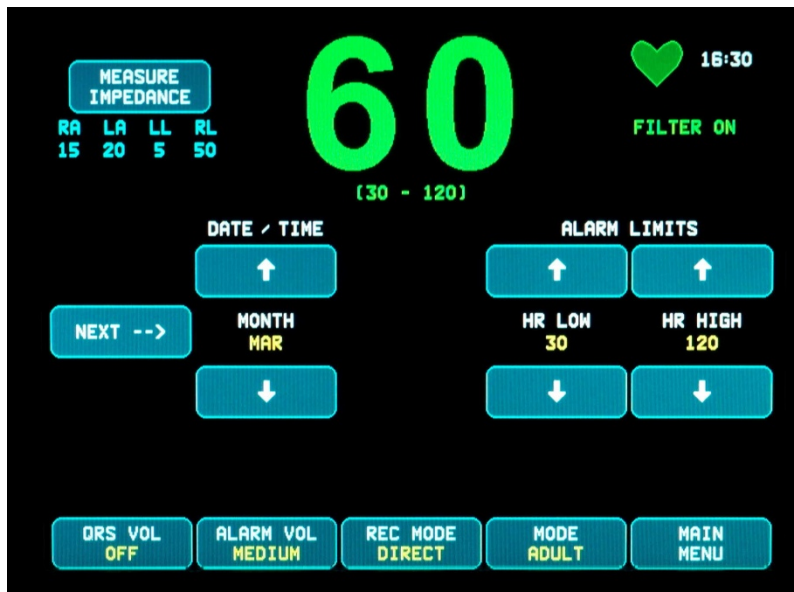 MEASURE
IMPEDANCE
RA LA LL RL
15 20 5 50
60
(30 - 120)
16:30
FILTER ON
DATE / TIME
ALARM LIMITS
NEXT -->
MONTH
MAR
HR LOW
30
HR HIGH
120
QRS VOL
OFF
ALARM VOL
MEDIUM
REC MODE
DIRECT
MODE
ADULT
MAIN
MENU